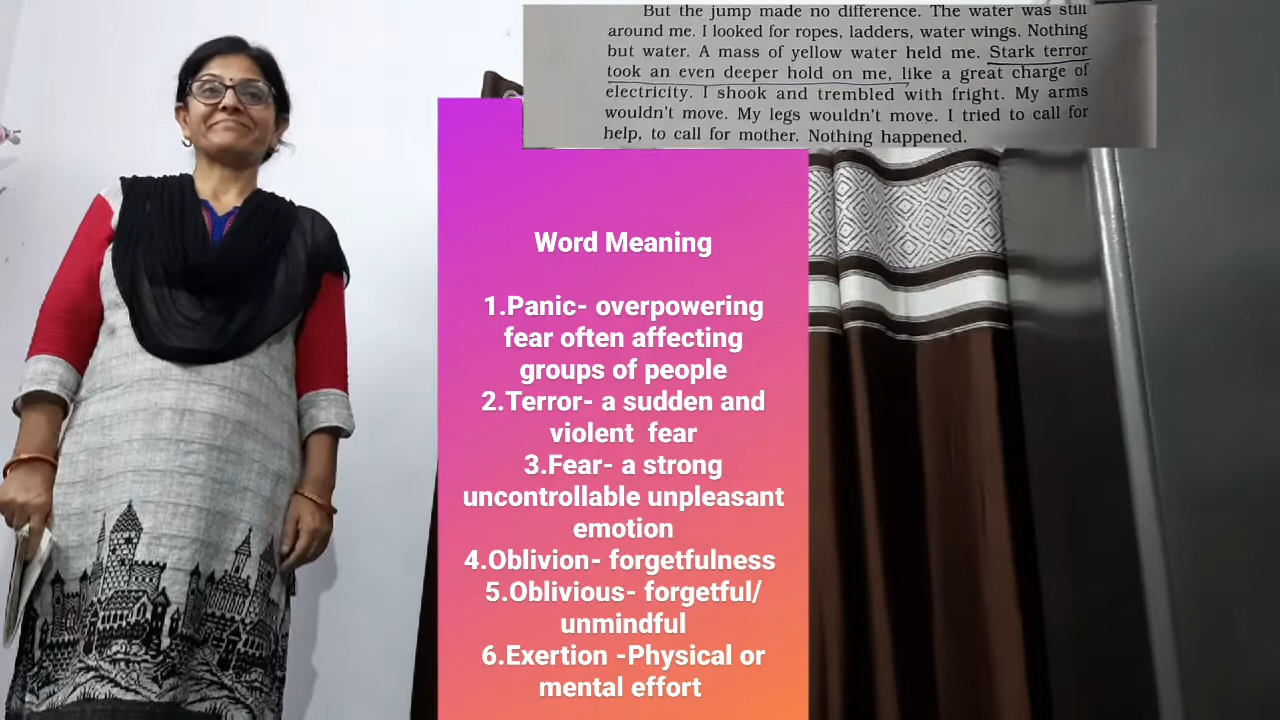 But the jump made no difference. The water was still
around me. I looked for ropes, ladders, water wings. Nothing
but water. A mass of yellow water held me. Stark terror
took an even deeper hold on me, like a great charge of
electricity. I shook and trembled with fright. My arms
wouldn't move. My legs wouldn't move. I tried to call for
help, to call for mother. Nothing happened.
Word Meaning
1.Panic- overpowering
fear often affecting
groups of people
2.Terror- a sudden and
violent fear
3.Fear- a strong
uncontrollable unpleasant
emotion
4.Oblivion- forgetfulness
5.Oblivious- forgetful/
unmindful
6.Exertion -Physical or
mental effort